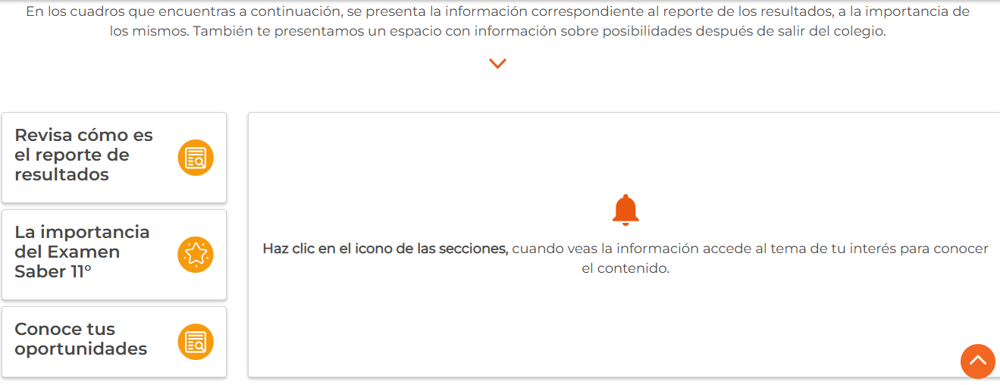 En los cuadros que encuentras a continuación, se presenta la información correspondiente al reporte de los resultados, a la importancia de
los mismos. También te presentamos un espacio con información sobre posibilidades después de salir del colegio.
Revisa cómo es
el reporte de
resultados
La importancia
del Examen
Saber 11°
Conoce tus
oportunidades
Haz clic en el icono de las secciones, cuando veas la información accede al tema de tu interés para conocer
el contenido.